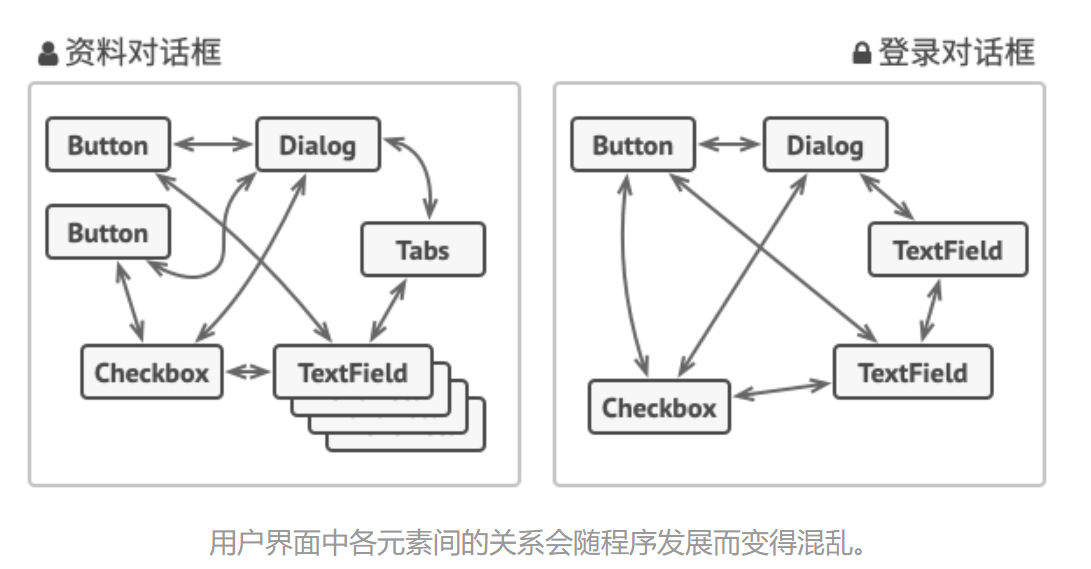 资料对话框
登录对话框
Button
Dialog
Button
Tabs
Checkbox
TextField
Button
Dialog
TextField
TextField
Checkbox
用户界面中各元素间的关系会随程序发展而变得混乱。